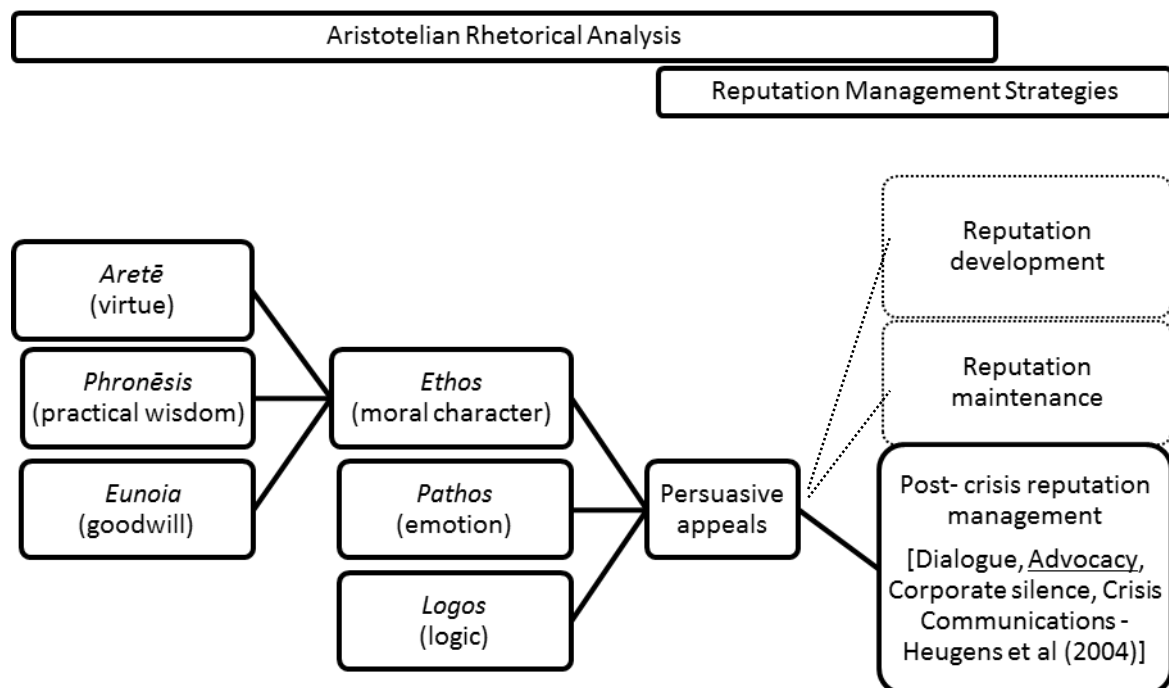 Aristotelian Rhetorical Analysis
Reputation Management Strategies
Aretē
(virtue)
Phronēsis
(practical wisdom)
Eunoia
(goodwill)
Ethos
(moral character)
Pathos
(emotion)
Logos
(logic)
Persuasive
appeals
Reputation
development
Reputation
maintenance
Post- crisis reputation
management
[Dialogue, Advocacy,
Corporate silence, Crisis
Communications -
Heugens et al (2004)]